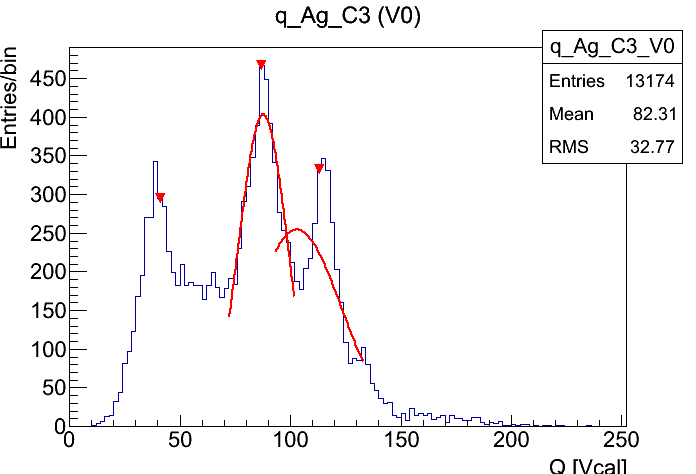 q_Ag_C3 (V0)
q_Ag_C3_V0
Entries 13174
Mean 82.31
RMS 32.77
Entries/bin
450
400
350
300
250
200
150
100
50
0
0 50 100 150 200 250
Q [Vcal]